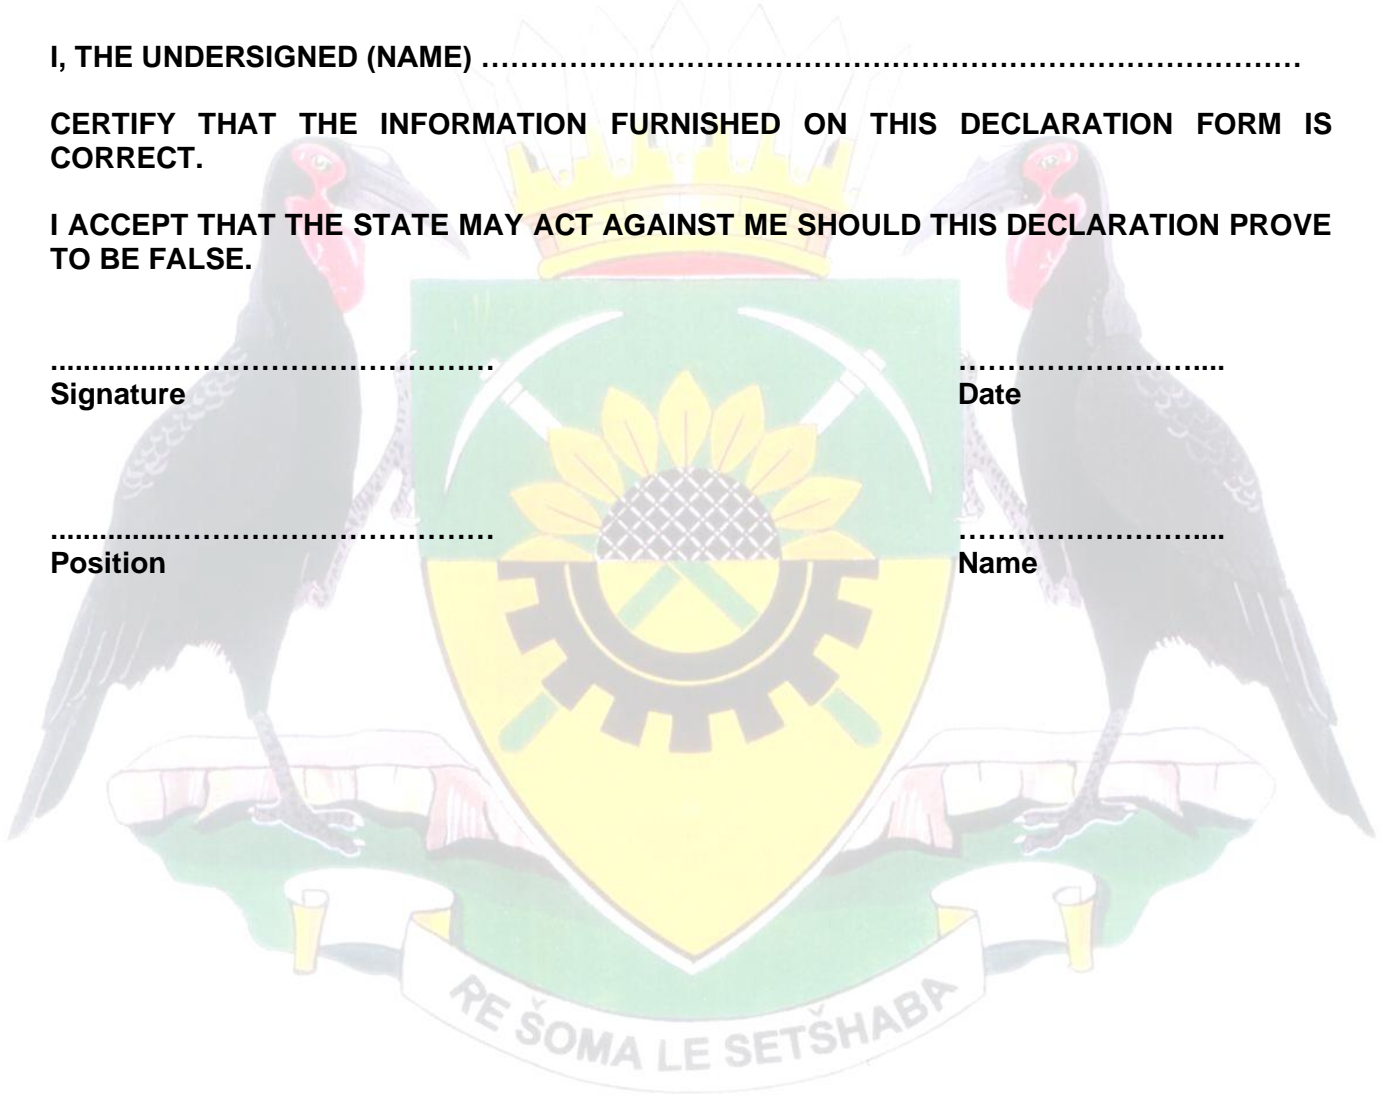 I, THE UNDERSIGNED (NAME) …………………………………………………………………………
CERTIFY THAT THE INFORMATION FURNISHED ON THIS DECLARATION FORM IS
CORRECT.
I ACCEPT THAT THE STATE MAY ACT AGAINST ME SHOULD THIS DECLARATION PROVE
TO BE FALSE.
...............…………………………… ……………………....
Signature Date
...............…………………………… ……………………....
Position Name
RE ŠOMA LE SETŠHABA